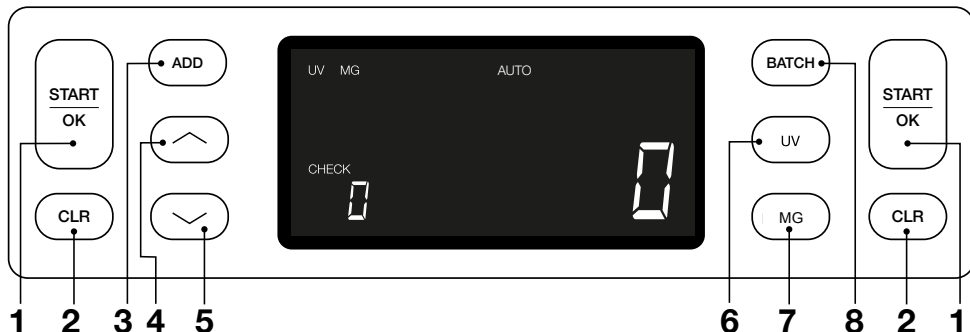 START
OK
CLR
ADD
UV MG AUTO
CHECK
0 0
BATCH
UV
MG
START
OK
CLR
1 2 3 4 5 6 7 8 2 1